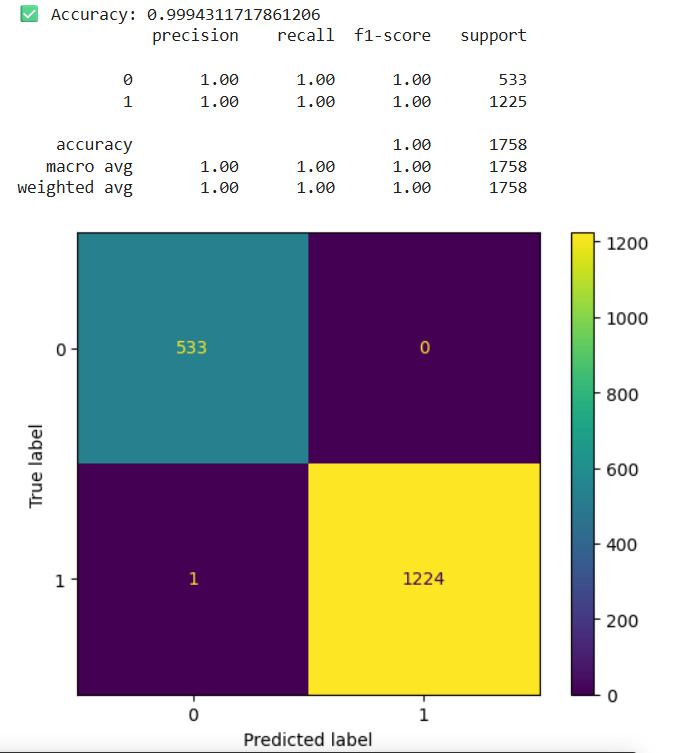 ✅ Accuracy: 0.9994311717861206
precision recall f1-score support
0 1.00 1.00 1.00 533
1 1.00 1.00 1.00 1225
accuracy 1.00 1758
macro avg 1.00 1.00 1.00 1758
weighted avg 1.00 1.00 1.00 1758
1200
1000
800
600
400
200
0
533 0
0
True label
1 1224
1
0 1
Predicted label